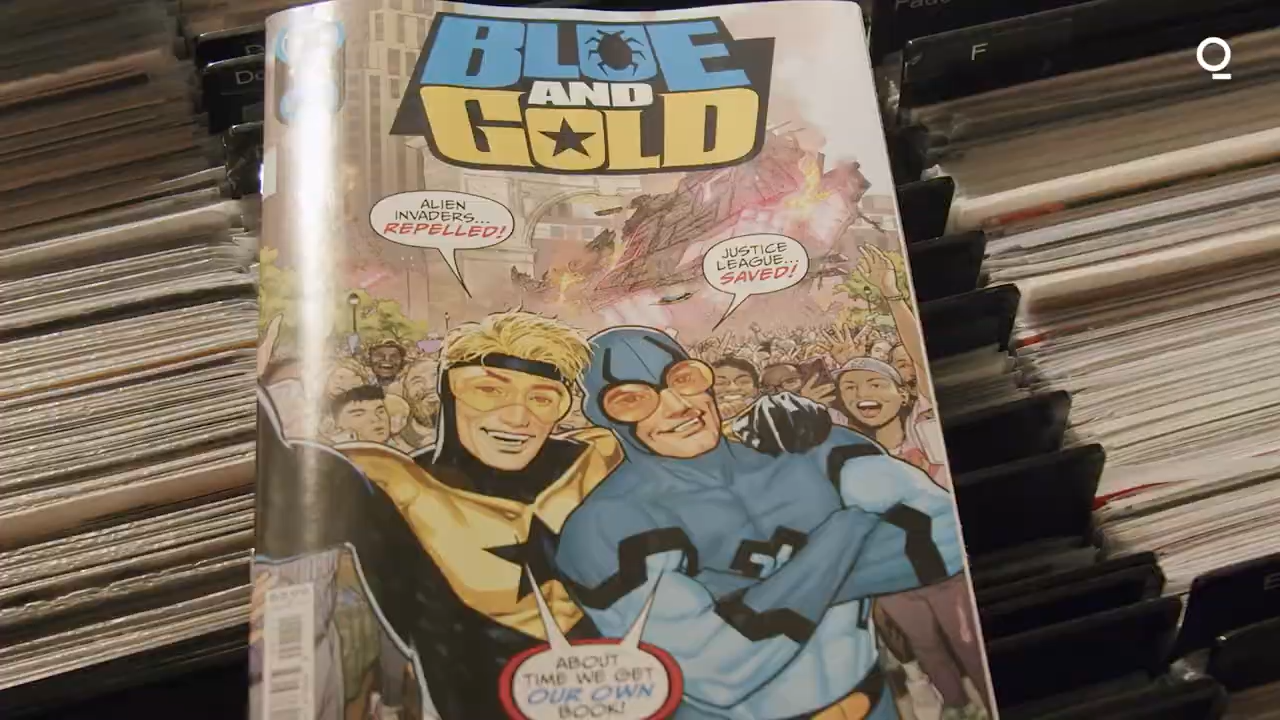 BLUE
AND
GOLD
F
ALIEN
INVADERS...
REPELLED!
JUSTICE
LEAGUE...
SAVED!
ABOUT
TIME WE GET
OUR OWN
BOOK!